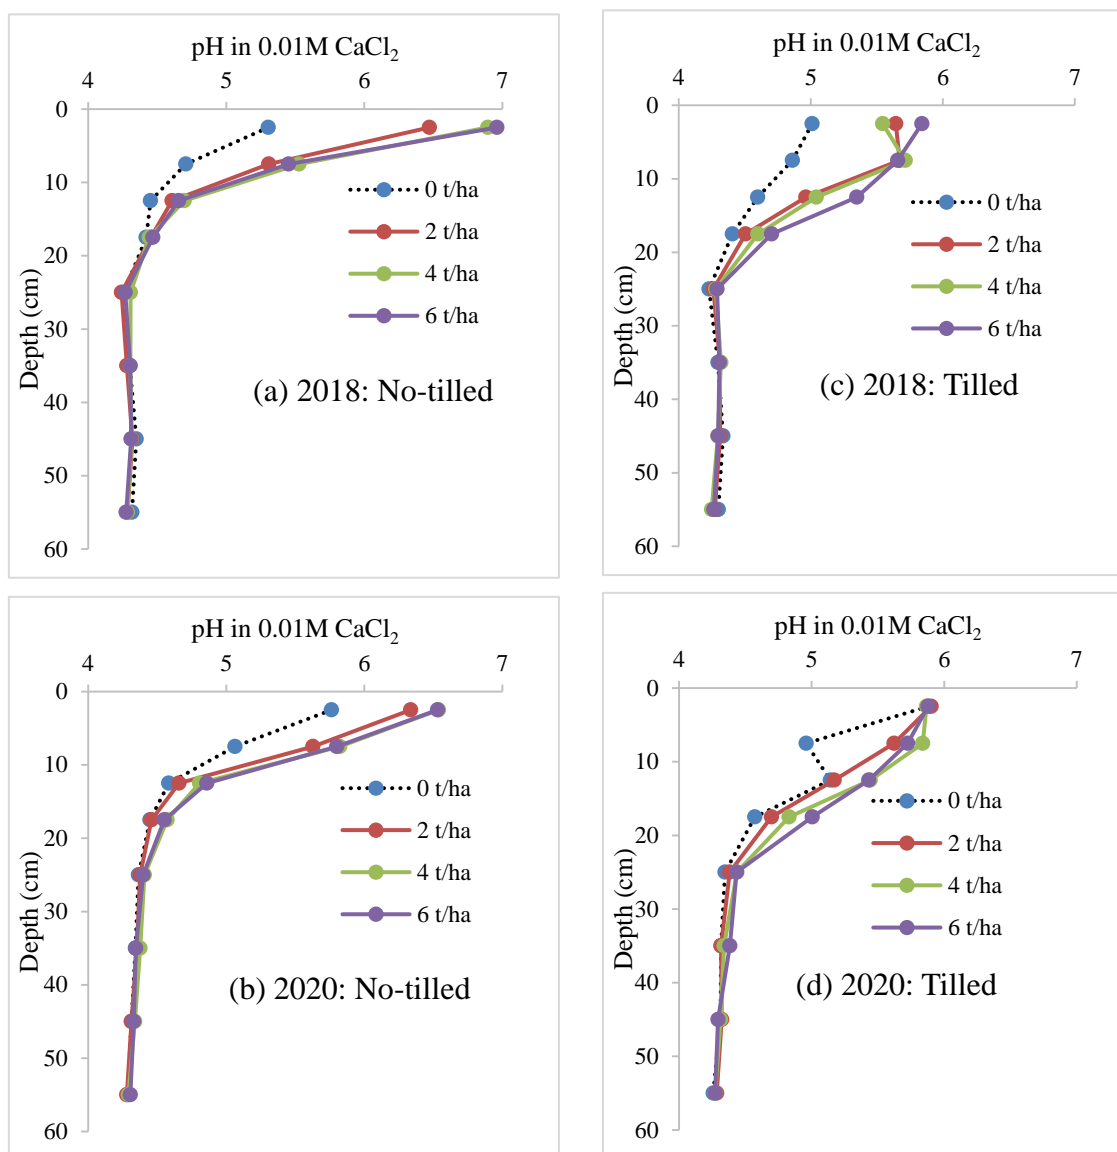 pH in 0.01M CaCl2
4 5 6 7
0
10
20
30
40
50
60
Depth (cm)
0 t/ha
2 t/ha
4 t/ha
6 t/ha
(a) 2018: No-tilled
pH in 0.01M CaCl2
4 5 6 7
0
10
20
30
40
50
60
Depth (cm)
0 t/ha
2 t/ha
4 t/ha
6 t/ha
(c) 2018: Tilled
pH in 0.01M CaCl2
4 5 6 7
0
10
20
30
40
50
60
Depth (cm)
0 t/ha
2 t/ha
4 t/ha
6 t/ha
(b) 2020: No-tilled
pH in 0.01M CaCl2
4 5 6 7
0
10
20
30
40
50
60
Depth (cm)
0 t/ha
2 t/ha
4 t/ha
6 t/ha
(d) 2020: Tilled